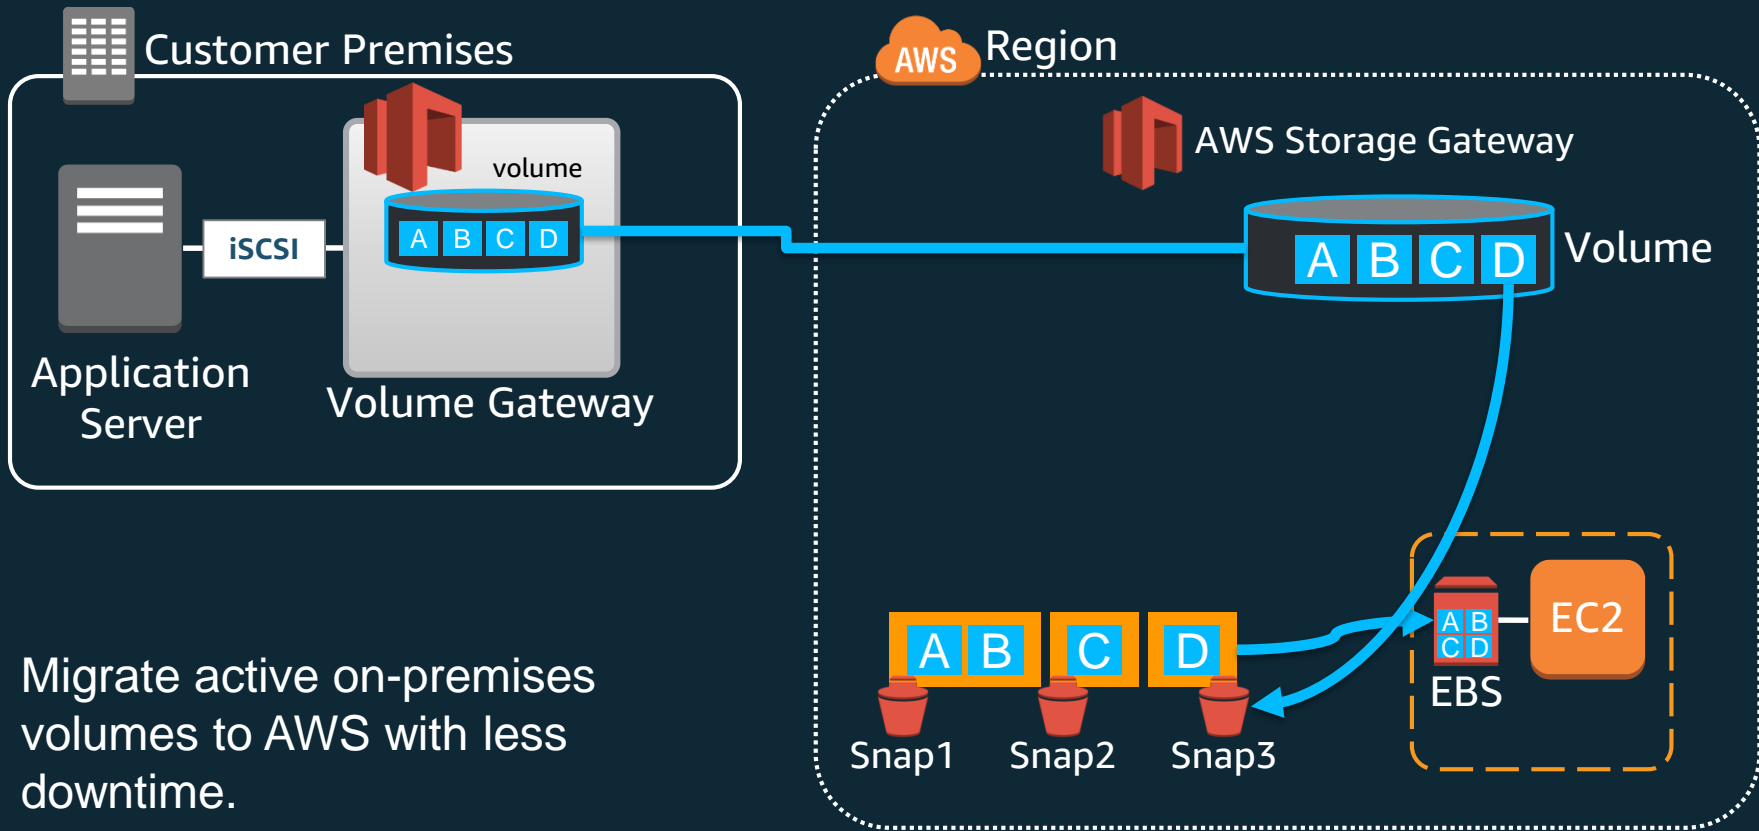 Customer Premises
AWS
Region
AWS Storage Gateway
volume
A B C D
iSCSI
A B C D
Volume
Application
Server
Volume Gateway
A B
C
D
A B
C D
EC2
EBS
Snap1
Snap2
Snap3
Migrate active on-premises
volumes to AWS with less
downtime.